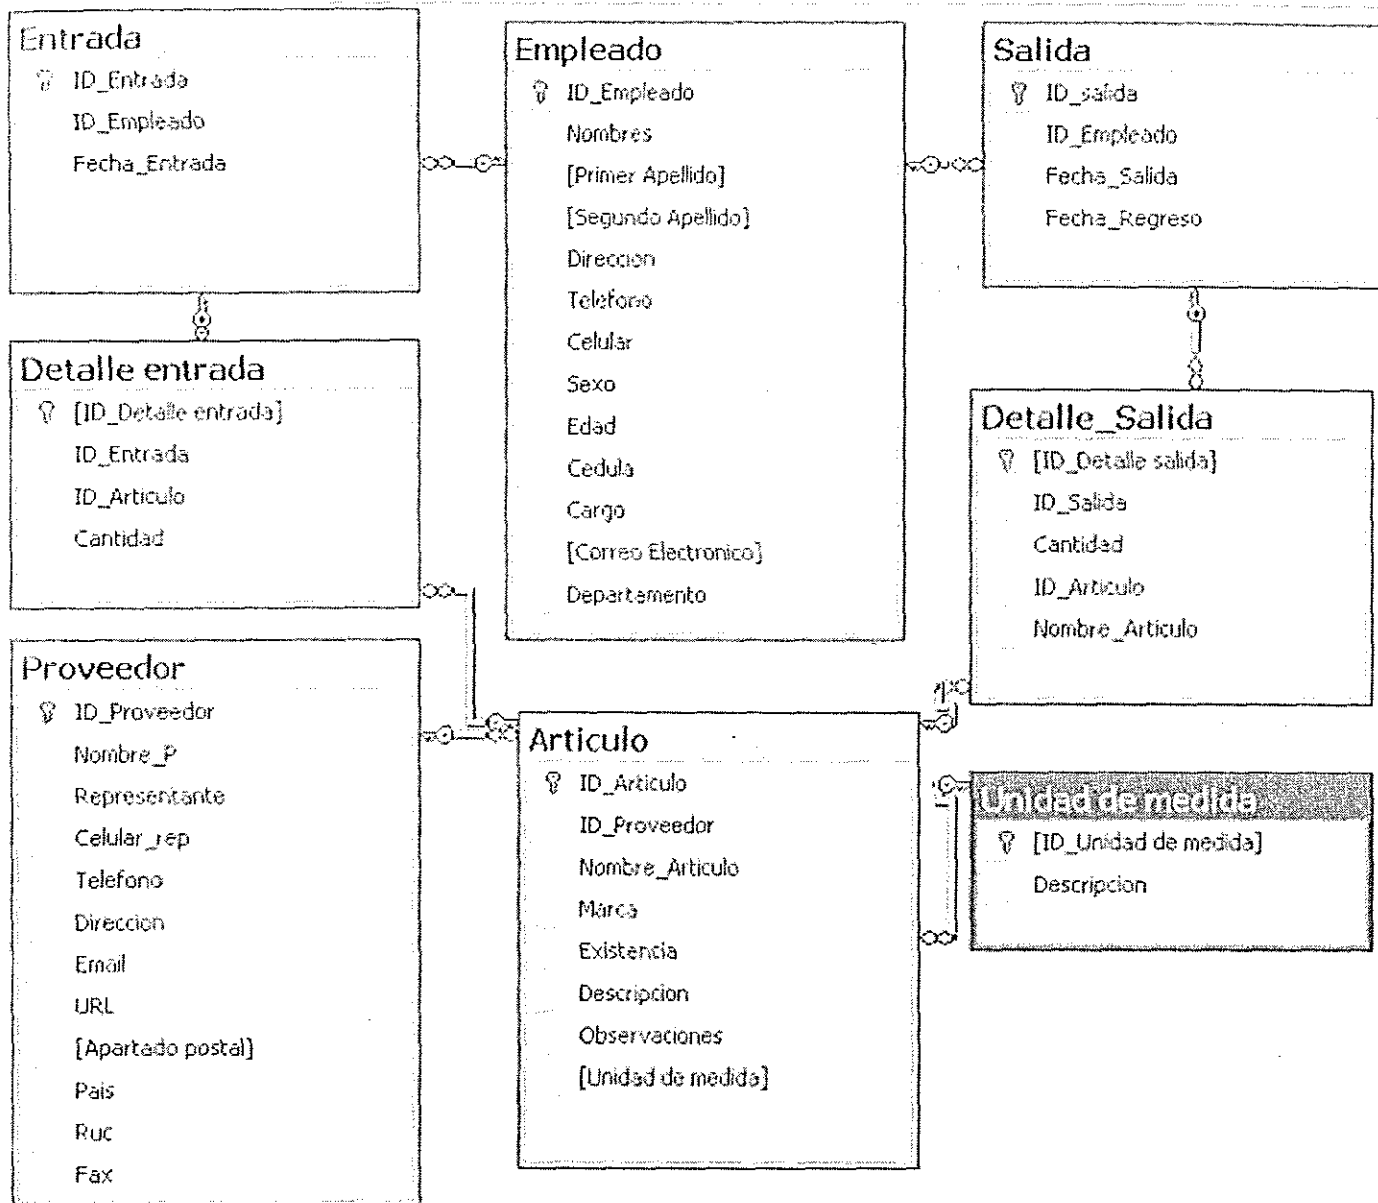 Entrada
ID_Entrada
ID_Empleado
Fecha_Entrada
Empleado
ID_Empleado
Nombres
[Primer Apellido]
[Segundo Apellido]
Direccion
Telefono
Celular
Sexo
Edad
Cedula
Cargo
[Correo Electronico]
Departamento
Salida
ID_salida
ID_Empleado
Fecha_Salida
Fecha_Regreso
Detalle entrada
[ID_Detalle entrada]
ID_Entrada
ID_Articulo
Cantidad
Detalle_Salida
[ID_Detalle salida]
ID_Salida
Cantidad
ID_Articulo
Nombre_Articulo
Proveedor
ID_Proveedor
Nombre_P
Representante
Celular_rep
Telefono
Direccion
Email
URL
[Apartado postal]
Pais
Ruc
Fax
Articulo
ID_Articulo
ID_Proveedor
Nombre_Articulo
Marca
Existencia
Descripcion
Observaciones
[Unidad de medida]
Unidad de medida
[ID_Unidad de medida]
Descripcion